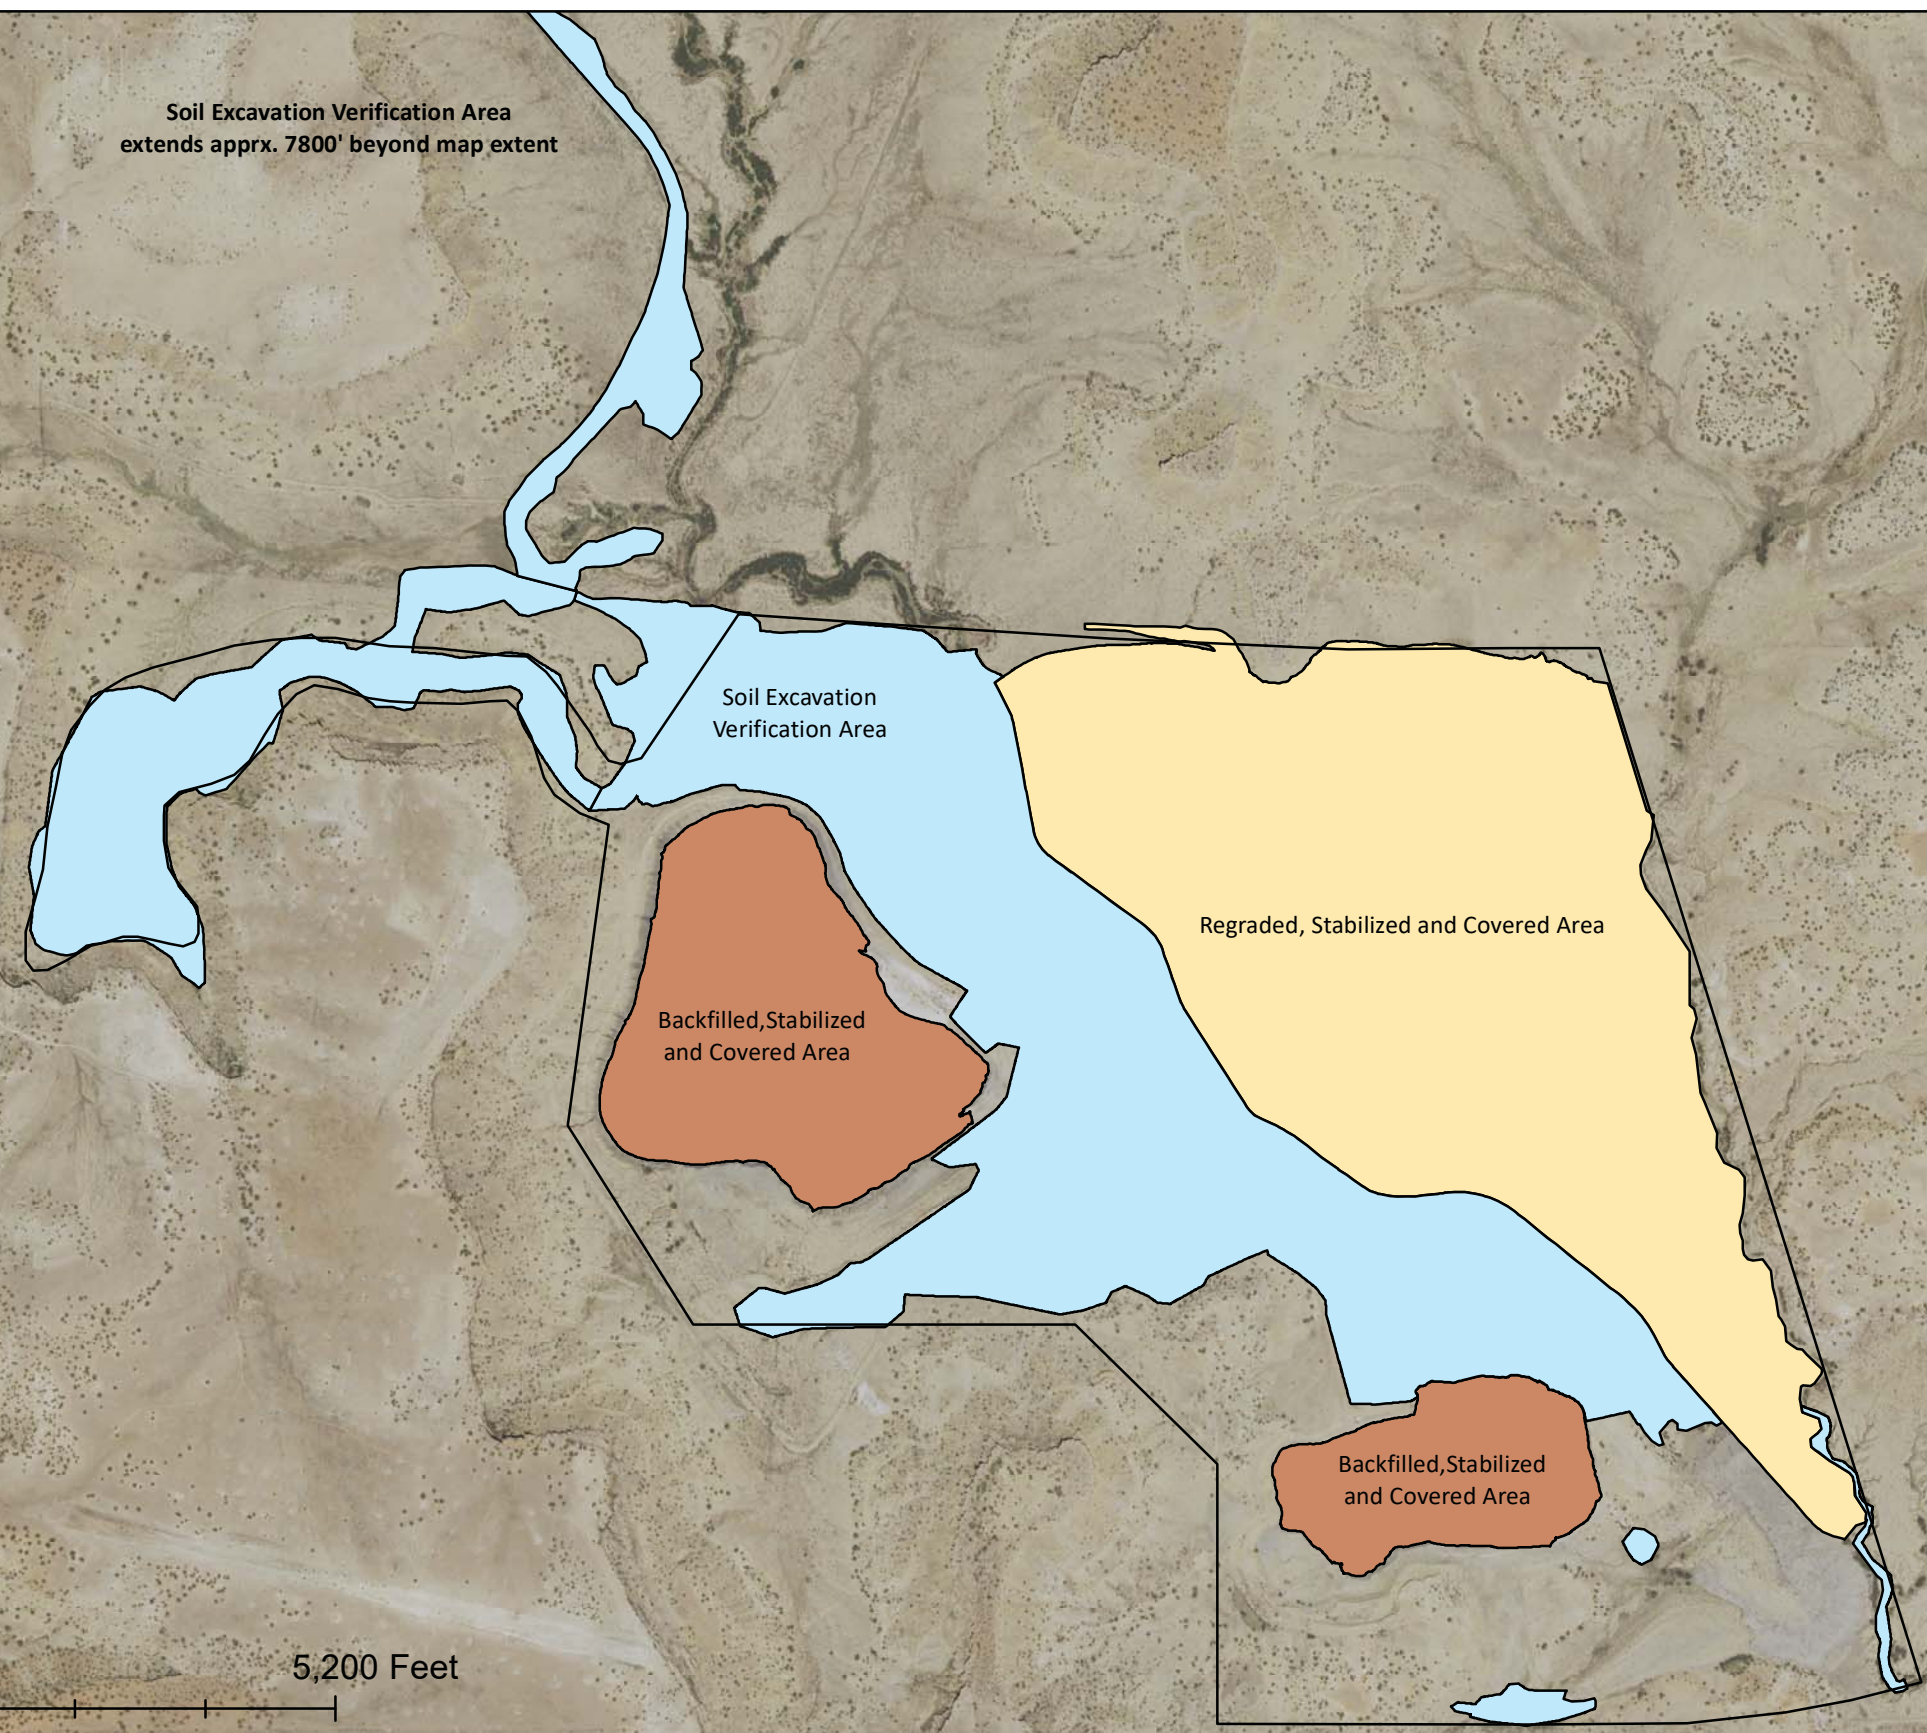 Soil Excavation Verification Area
extends apprx. 7800' beyond map extent
Soil Excavation
Verification Area
Regraded, Stabilized and Covered Area
Backfilled,Stabilized
and Covered Area
Backfilled,Stabilized
and Covered Area
5,200 Feet